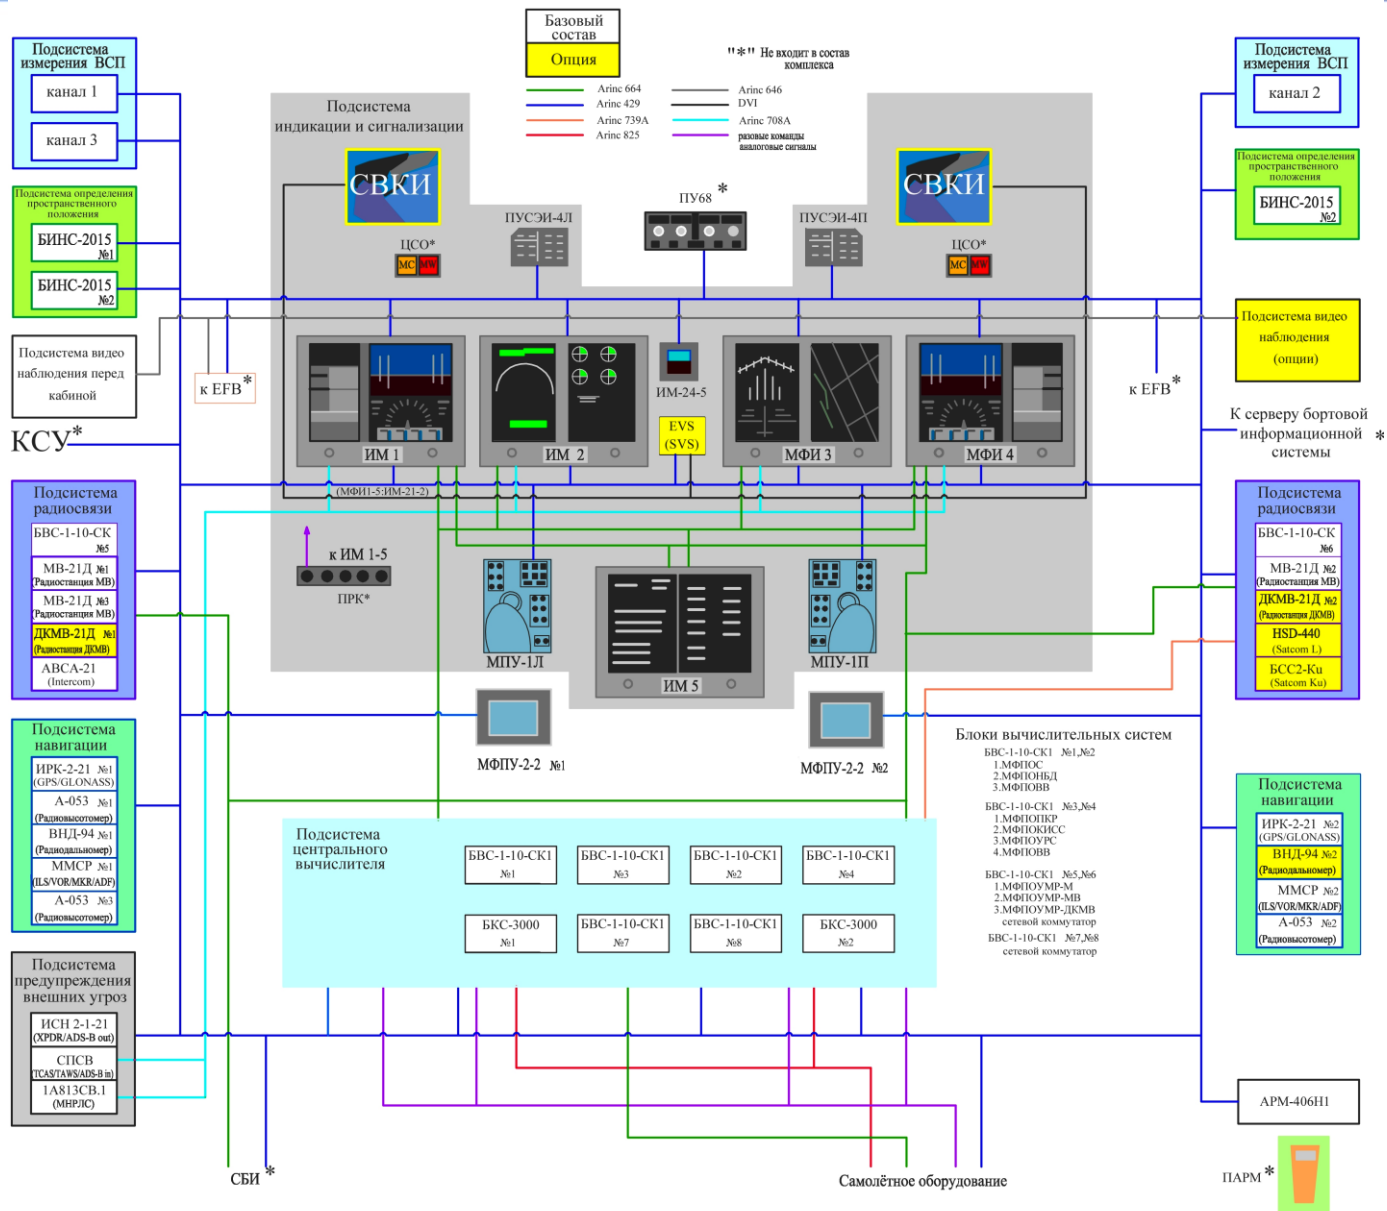 Базовый
состав
Опция
"*" Не входит в состав
комплекса
Arinc 664
Arinc 429
Arinc 739A
Arinc 825
Arinc 646
DVI
Arinc 708A
разовые команды
аналоговые сигналы
Подсистема
измерения ВСП
канал 1
канал 3
Подсистема определения
пространственного
положения
БИНС-2015
№1
БИНС-2015
№2
Подсистема видео
наблюдения перед
кабиной
к EFB*
КСУ*
Подсистема
радиосвязи
БВС-1-10-СК
№5
МВ-21Д №1
(Радиостанция МВ)
МВ-21Д №3
(Радиостанция МВ)
ДКМВ-21Д №1
(Радиостанция ДКМВ)
АВСА-21
(Intercom)
Подсистема
навигации
ИРК-2-21 №1
(GPS/GLONASS)
А-053 №1
(Радиовысотомер)
ВНД-94 №1
(Радиодальномер)
ММСР №1
(ILS/VOR/MKR/ADF)
А-053 №3
(Радиовысотомер)
Подсистема
предупреждения
внешних угроз
ИСН 2-1-21
(XPDR/ADS-B out)
СПСВ
(TCAS/TAWS/ADS-B in)
1А813СВ.1
(МНРЛС)
Подсистема
индикации и сигнализации
СВКИ
СВКИ
ЦСО*
МС
MW
ПУСЭИ-4Л
ПУ68 *
ПУСЭИ-4П
ЦСО*
МС
MW
ИМ 1
ИМ 2
ИМ-24-5
EVS
(SVS)
МФИ 3
МФИ 4
(МФИ1-5:ИМ-21-2)
к ИМ 1-5
ПРК*
МПУ-1Л
ИМ 5
МПУ-1П
МФПУ-2-2 №1
МФПУ-2-2 №2
Блоки вычислительных систем
БВС-1-10-СК1 №1,№2
1.МФПОС
2.МФПОНБД
3.МФПОВВ
БВС-1-10-СК1 №3,№4
1.МФПОПКР
2.МФПОКИСС
3.МФПОУРС
4.МФПОВВ
БВС-1-10-СК1 №5,№6
1.МФПОУМР-М
2.МФПОУМР-МВ
3.МФПОУМР-ДКМВ
сетевой коммутатор
БВС-1-10-СК1 №7,№8
сетевой коммутатор
Подсистема
центрального
вычислителя
БВС-1-10-СК1
№1
БВС-1-10-СК1
№3
БВС-1-10-СК1
№2
БВС-1-10-СК1
№4
БКС-3000
№1
БВС-1-10-СК1
№7
БВС-1-10-СК1
№8
БКС-3000
№2
СБИ *
Самолётное оборудование
Подсистема
измерения ВСП
канал 2
Подсистема определения
пространственного
положения
БИНС-2015
№2
Подсистема видео
наблюдения
(опции)
к EFB*
К серверу бортовой
информационной *
системы
Подсистема
радиосвязи
БВС-1-10-СК
№6
МВ-21Д №2
(Радиостанция МВ)
ДКМВ-21Д №2
(Радиостанция ДКМВ)
HSD-440
(Satcom L)
БСС2-Ku
(Satcom Ku)
Подсистема
навигации
ИРК-2-21 №2
(GPS/GLONASS)
ВНД-94 №2
(Радиодальномер)
ММСР №2
(ILS/VOR/MKR/ADF)
А-053 №2
(Радиовысотомер)
АРМ-406Н1
ПАРМ *